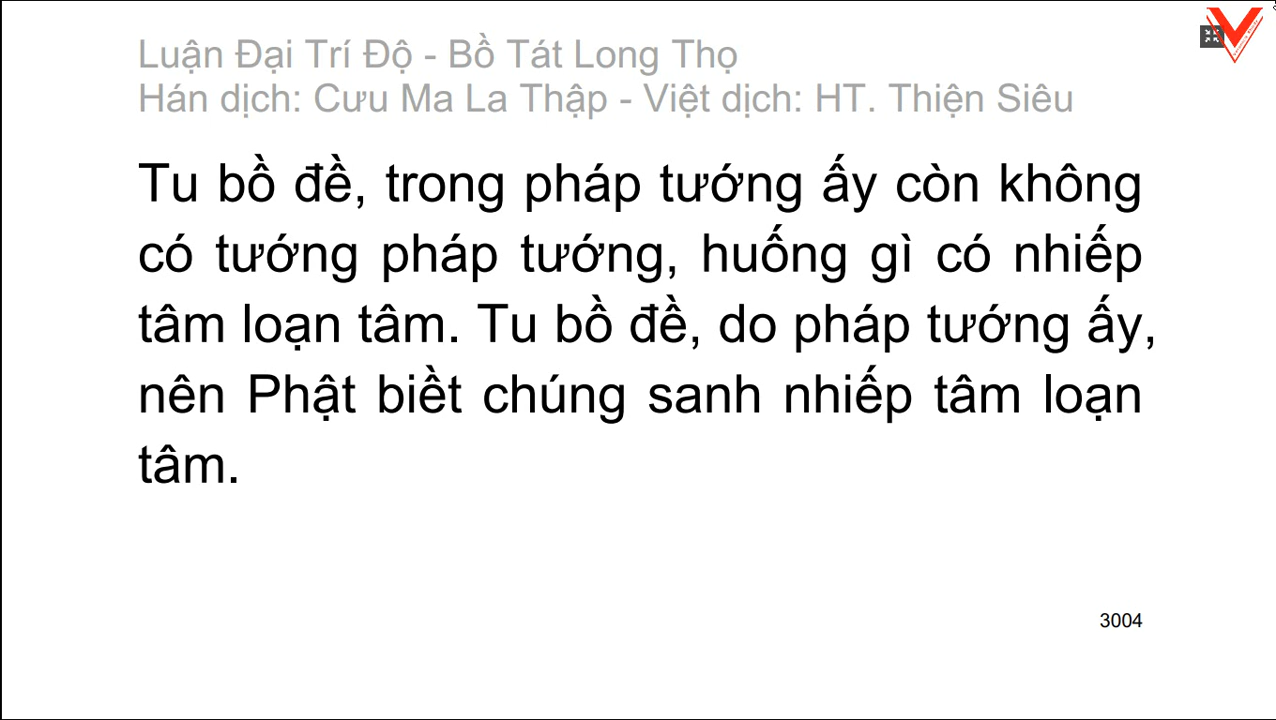 Luận Đại Trí Độ - Bồ Tát Long Thọ
Hán dịch: Cưu Ma La Thập - Việt dịch: HT. Thiện Siêu
Tu bồ đề, trong pháp tướng ấy còn không
có tướng pháp tướng, huống gì có nhiếp
tâm loạn tâm. Tu bồ đề, do pháp tướng ấy,
nên Phật biềt chúng sanh nhiếp tâm loạn
tâm.
3004